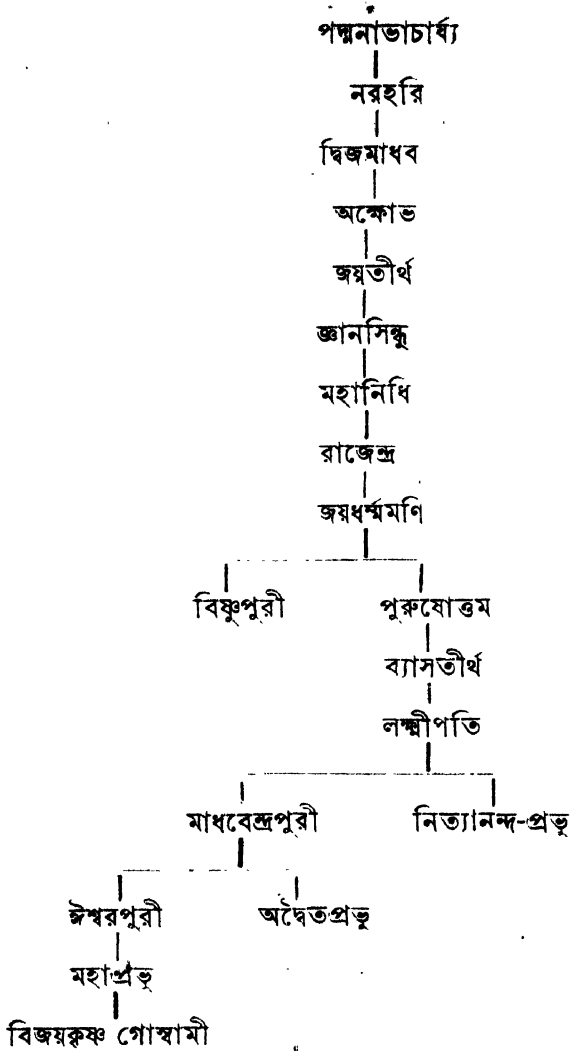 পদ্মনাভাচার্য্য
নরহরি
দ্বিজমাধব
অক্ষোভ
জয়তীর্থ
জ্ঞানসিন্ধু
মহানিধি
রাজেন্দ্র
জয়ধর্ম্মমণি
বিষ্ণুপুরী পুরুষোত্তম
ব্যাসতীর্থ
লক্ষ্মীপতি
মাধবেন্দ্রপুরী নিত্যানন্দ-প্রভু
ঈশ্বরপুরী অদ্বৈতপ্রভু
মহাপ্রভু
বিজয়কৃষ্ণ গোস্বামী